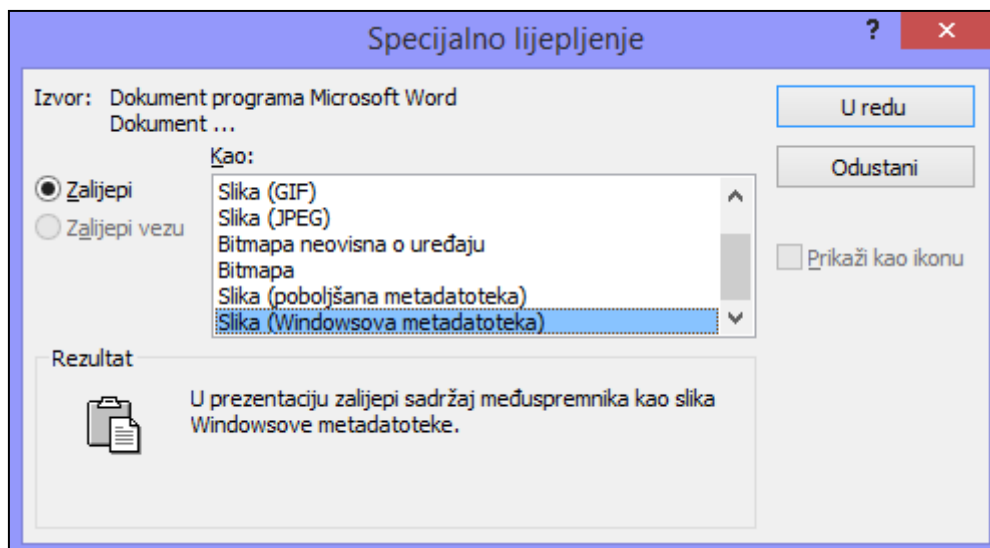 Specijalno lijepljenje
?
Izvor: Dokument programa Microsoft Word
Dokument ...
U redu
Odustani
Kao:
Zalijepi
Zalijepi vezu
Slika (GIF)
Slika (JPEG)
Bitmapa neovisna o uređaju
Bitmapa
Slika (poboljšana metadatoteka)
Slika (Windowsova metadatoteka)
Prikaži kao ikonu
Rezultat
U prezentaciju zalijepi sadržaj međuspremnika kao slika
Windowsove metadatoteke.